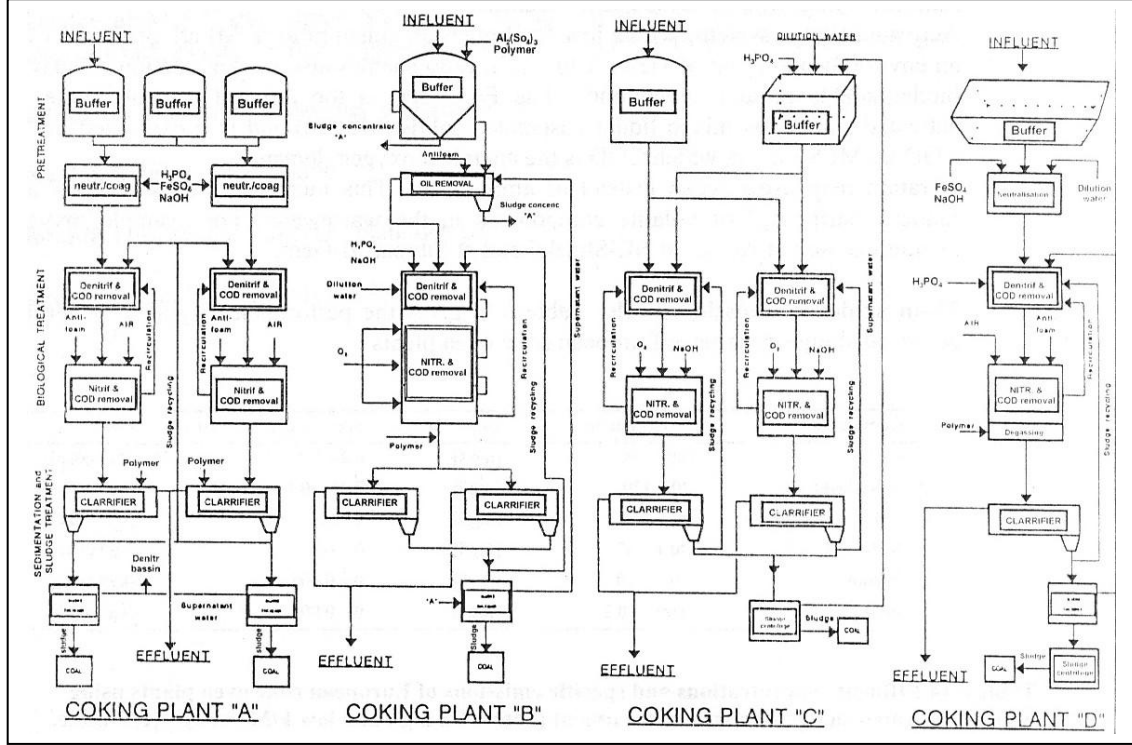 PRETREATMENT
BIOLOGICAL TREATMENT
SEDIMENTATION and
SLUDGE TREATMENT
INFLUENT
Buffer
Buffer
Buffer
neutr./coag
H₃PO₄
FeSO₄
NaOH
neutr./coag
Denitrif &
COD removal
Denitrif &
COD removal
Anti-
foam
AIR
Recirculation
Anti
foam
AIR
Recirculation
Nitrif &
COD removal
Nitrif &
COD removal
Sludge recycling
Polymer
Polymer
CLARRIFIER
CLARRIFIER
Denitr
bassin
Supernatant
water
sludge
sludge
COAL
COAL
EFFLUENT
COKING PLANT "A"
INFLUENT
Al₂(So₄)₃
Polymer
Buffer
Sludge concentrator
"A"
Antifoam
OIL REMOVAL
Sludge concenc
"A"
H₃PO₄
NaOH
Dilution
water
Denitrif &
COD removal
O₂
NITR. &
COD removal
Recirculation
Sludge recycling
Supernatant water
Polymer
CLARRIFIER
CLARRIFIER
"A"
Sludge
COAL
EFFLUENT
COKING PLANT "B"
INFLUENT
DILUTION WATER
H₃PO₄
Buffer
Buffer
Denitrif &
COD removal
Denitrif &
COD removal
Recirculation
O₂
NaOH
Recirculation
O₂
NaOH
NITR. &
COD removal
NITR. &
COD removal
Sludge recycling
Sludge recycling
Supernatant water
CLARRIFIER
CLARRIFIER
Sludge
centrifuge
Sludge
COAL
EFFLUENT
COKING PLANT "C"
INFLUENT
Buffer
FeSO₄
NaOH
Neutralisation
Dilution
water
H₃PO₄
Denitrif &
COD removal
AIR
Anti
foam
Recirculation
NITR. &
COD removal
Polymer
Degassing
Sludge recycling
CLARRIFIER
Sludge
centrifuge
Sludge
COAL
EFFLUENT
COKING PLANT "D"